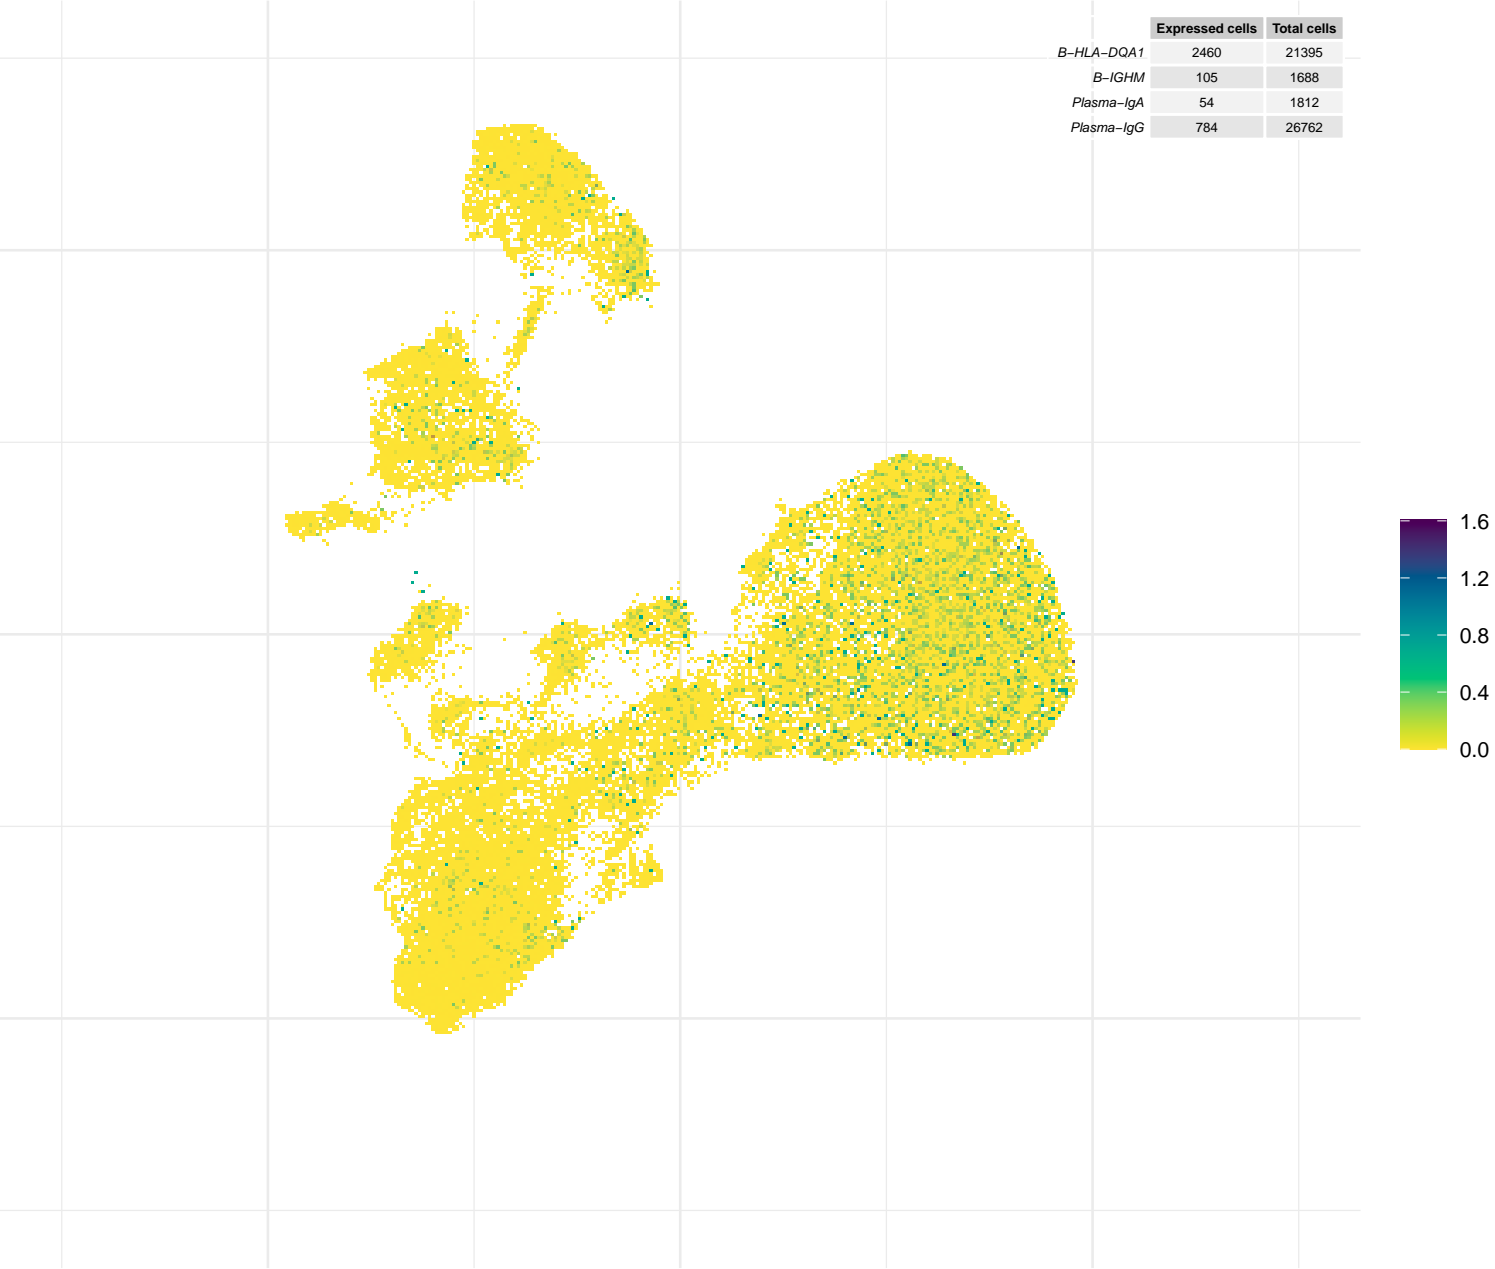 Expressed cells Total cells
B−HLA−DQA1 2460 21395
B−IGHM 105 1688
Plasma−IgA 54 1812
Plasma−IgG 784 26762
1.6
1.2
0.8
0.4
0.0